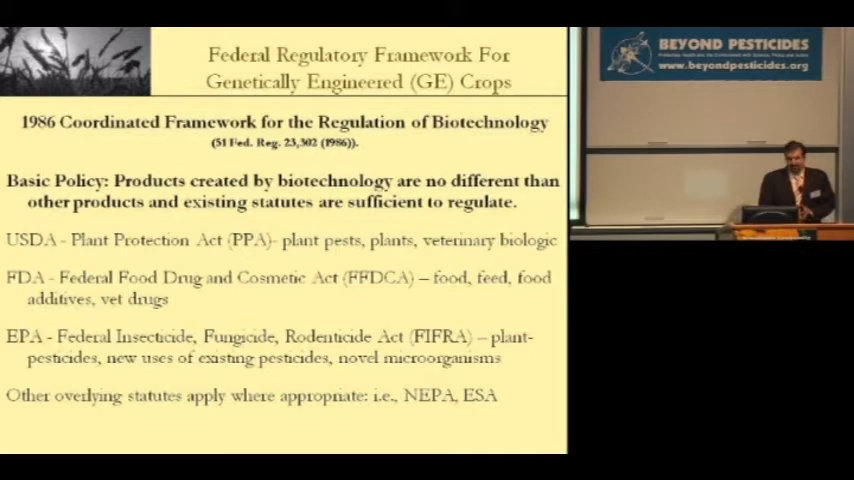 Federal Regulatory Framework For
Genetically Engineered (GE) Crops
1986 Coordinated Framework for the Regulation of Biotechnology
(51 Fed. Reg. 23,302 (1986)).
Basic Policy: Products created by biotechnology are no different than
other products and existing statutes are sufficient to regulate.
USDA - Plant Protection Act (PPA)- plant pests, plants, veterinary biologic
FDA - Federal Food Drug and Cosmetic Act (FFDCA) – food, feed, food
additives, vet drugs
EPA - Federal Insecticide, Fungicide, Rodenticide Act (FIFRA) – plant-
pesticides, new uses of existing pesticides, novel microorganisms
Other overlying statutes apply where appropriate: i.e., NEPA, ESA
BEYOND PESTICIDES
www.beyondpesticides.org